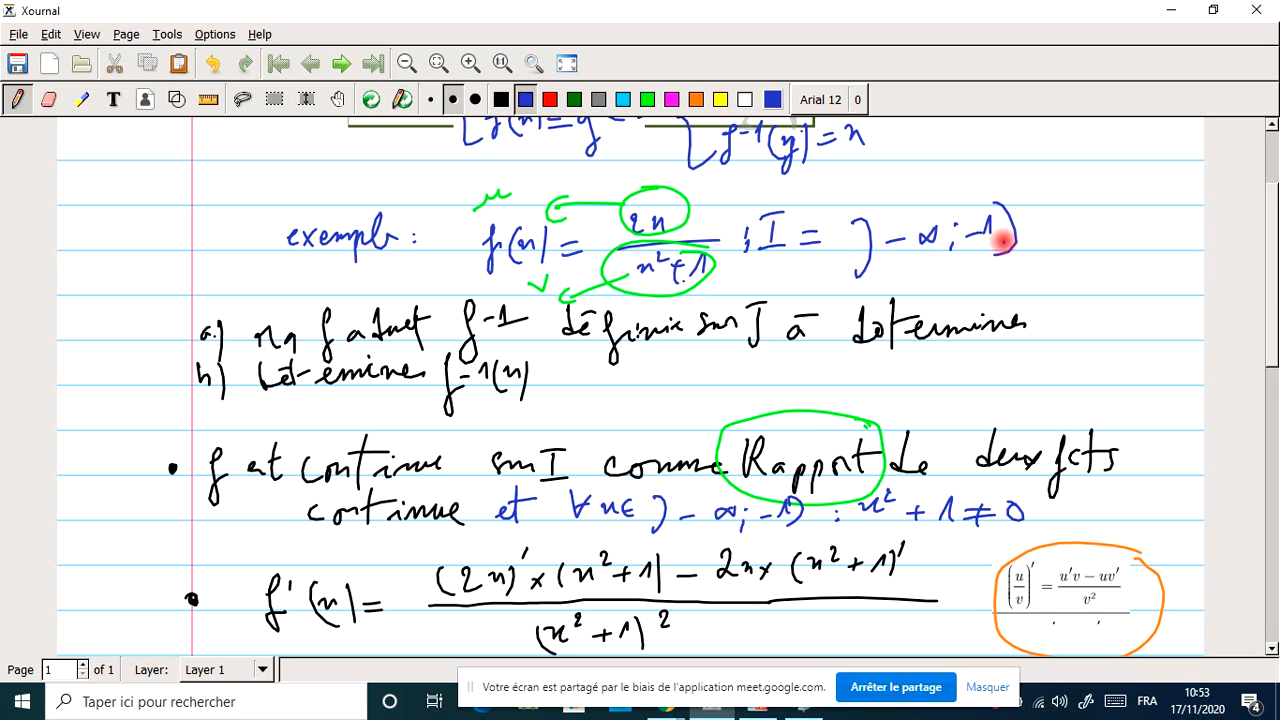 Xournal
File Edit View Page Tools Options Help
Arial 12 0
f(x) = y
f-1(y) = x
u
exemple : f(x) = 2x / x² + 1 ; I = ] - ∞ ; -1]
v
a) Mq f admet f-1 définie sur J à déterminer
b) Déterminer f-1(x)
• f est continue sur I comme Rapport de deux fcts
continue et ∀x∈ ] - ∞; -1] : x² + 1 ≠ 0
• f'(x) = (2x)' × (x² + 1) - 2x × (x² + 1)' / (x² + 1)²
(u/v)' = u'v − uv' / v²
Page 1 of 1 Layer: Layer 1
Votre écran est partagé par le biais de l'application meet.google.com. Arrêter le partage Masquer
Taper ici pour rechercher
FRA
10:53
17/11/2020
4